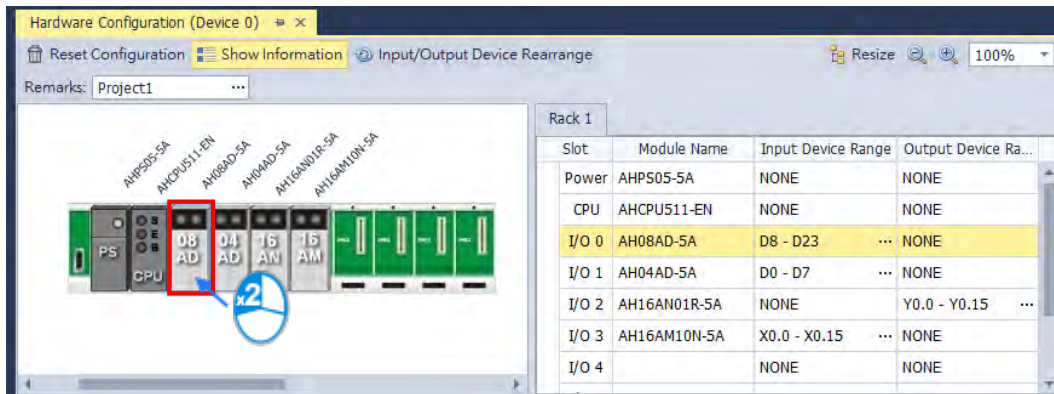 Hardware Configuration (Device 0)
Reset Configuration Show Information Input/Output Device Rearrange Resize 100%
Remarks: Project1 ...
AHPS05-5A
AHCPU511-EN
AH08AD-5A
AH04AD-5A
AH16AN01R-5A
AH16AM10N-5A
PS
S
E
B
CPU
08
AD
04
AD
16
AN
16
AM
x2
Rack 1
Slot Module Name Input Device Range Output Device Ra...
Power AHPS05-5A NONE NONE
CPU AHCPU511-EN NONE NONE
I/O 0 AH08AD-5A D8 - D23 ... NONE
I/O 1 AH04AD-5A D0 - D7 ... NONE
I/O 2 AH16AN01R-5A NONE Y0.0 - Y0.15 ...
I/O 3 AH16AM10N-5A X0.0 - X0.15 ... NONE
I/O 4 NONE NONE